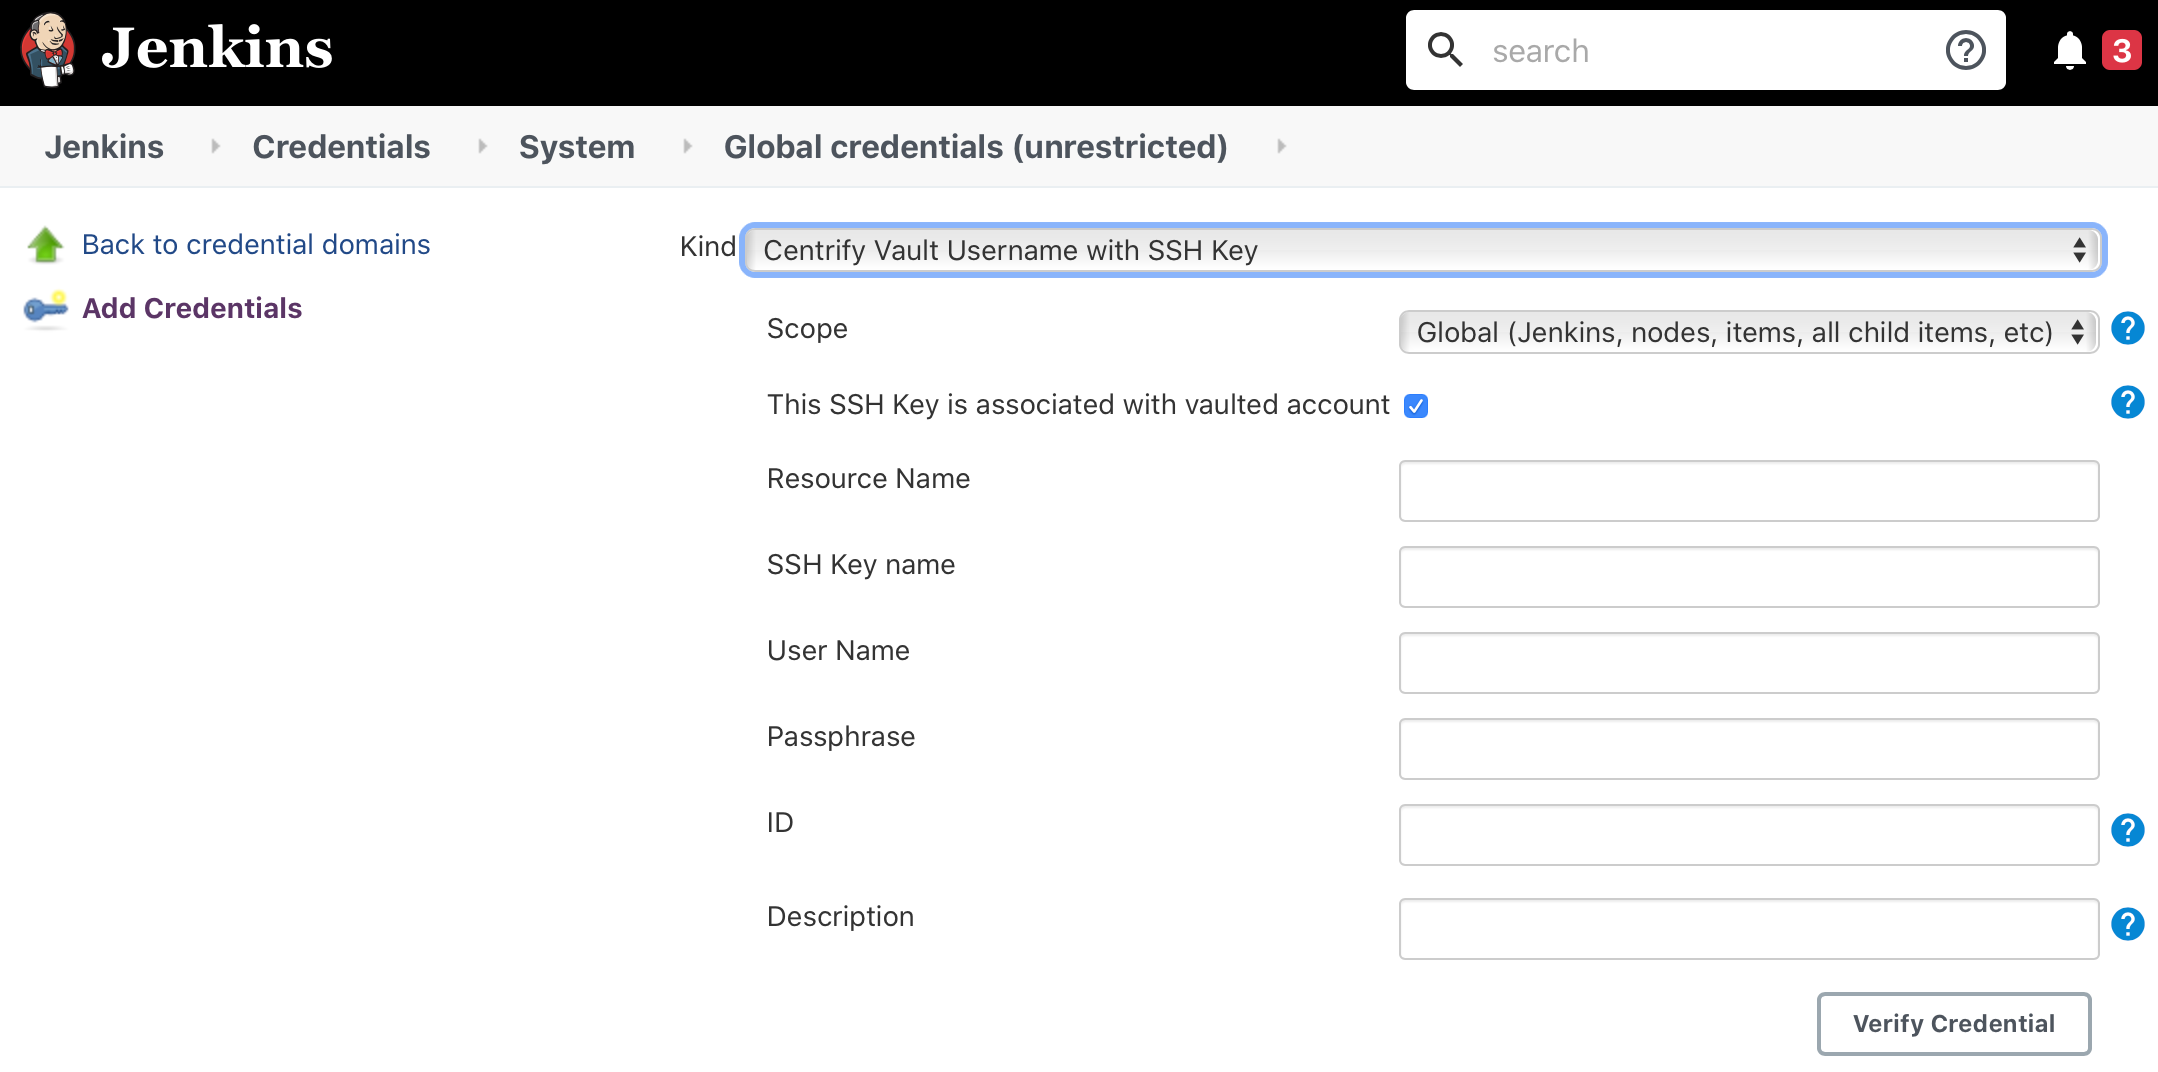 Jenkins
search
3
Jenkins Credentials System Global credentials (unrestricted)
Back to credential domains
Add Credentials
Kind Centrify Vault Username with SSH Key
Scope Global (Jenkins, nodes, items, all child items, etc) ?
This SSH Key is associated with vaulted account ?
Resource Name
SSH Key name
User Name
Passphrase
ID ?
Description ?
Verify Credential